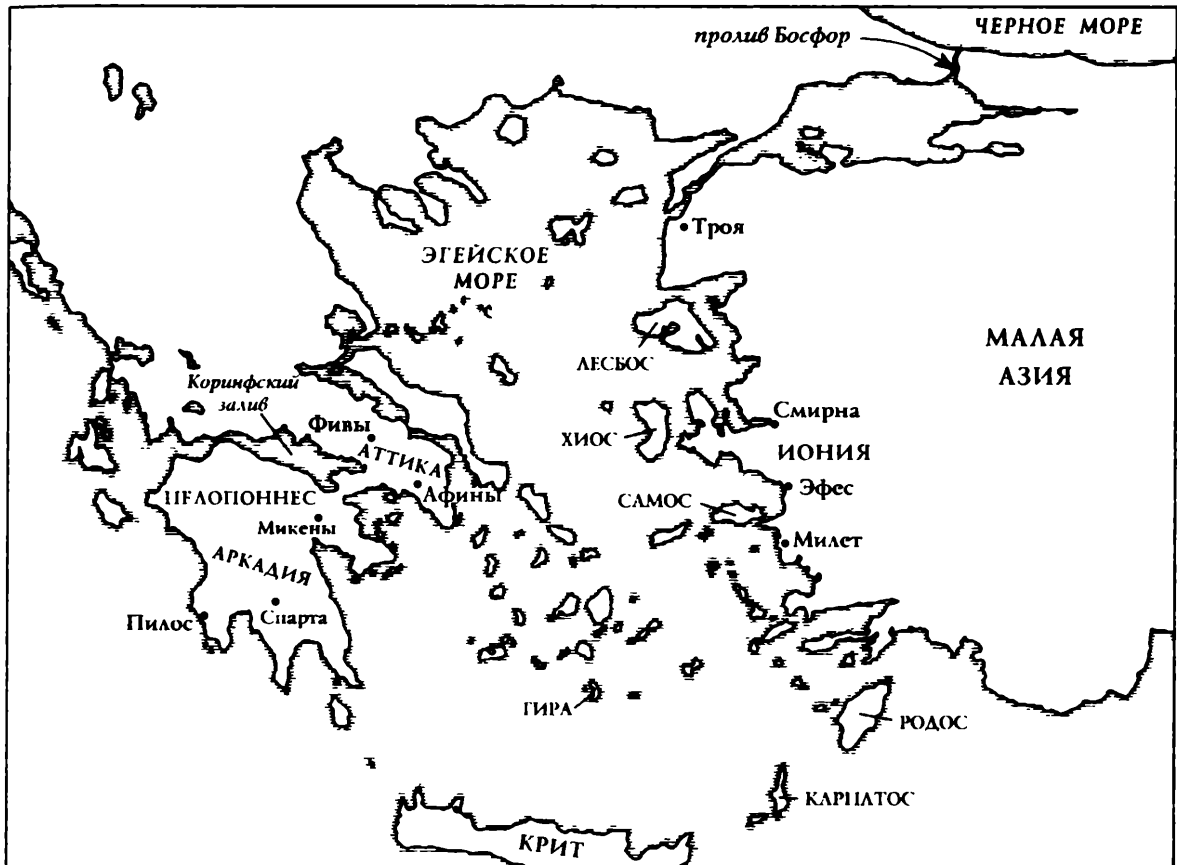 ЧЕРНОЕ МОРЕ
пролив Босфор
Троя
ЭГЕЙСКОЕ
МОРЕ
МАЛАЯ
АЗИЯ
ЛЕСБОС
Коринфский
залив
Смирна
Фивы
ХИОС
ИОНИЯ
АТТИКА
Эфес
Афины
ПЕЛОПОННЕС
САМОС
Микены
Милет
АРКАДИЯ
Спарта
Пилос
ГИРА
РОДОС
КАРПАТОС
КРИТ